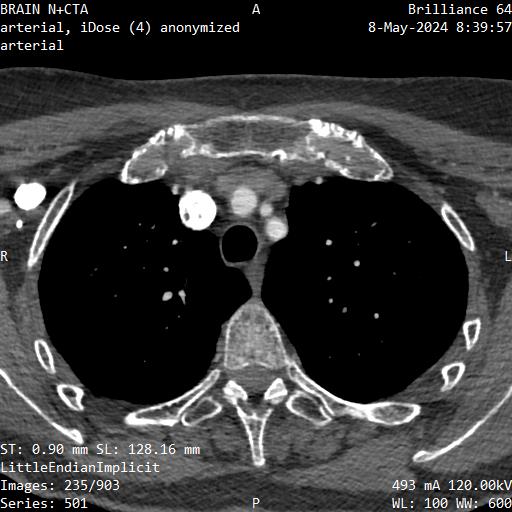 BRAIN N+CTA
arterial, iDose (4) anonymized
arterial
A
Brilliance 64
8-May-2024 8:39:57
R
L
ST: 0.90 mm SL: 128.16 mm
LittleEndianImplicit
Images: 235/903
Series: 501
P
493 mA 120.00kV
WL: 100 WW: 600